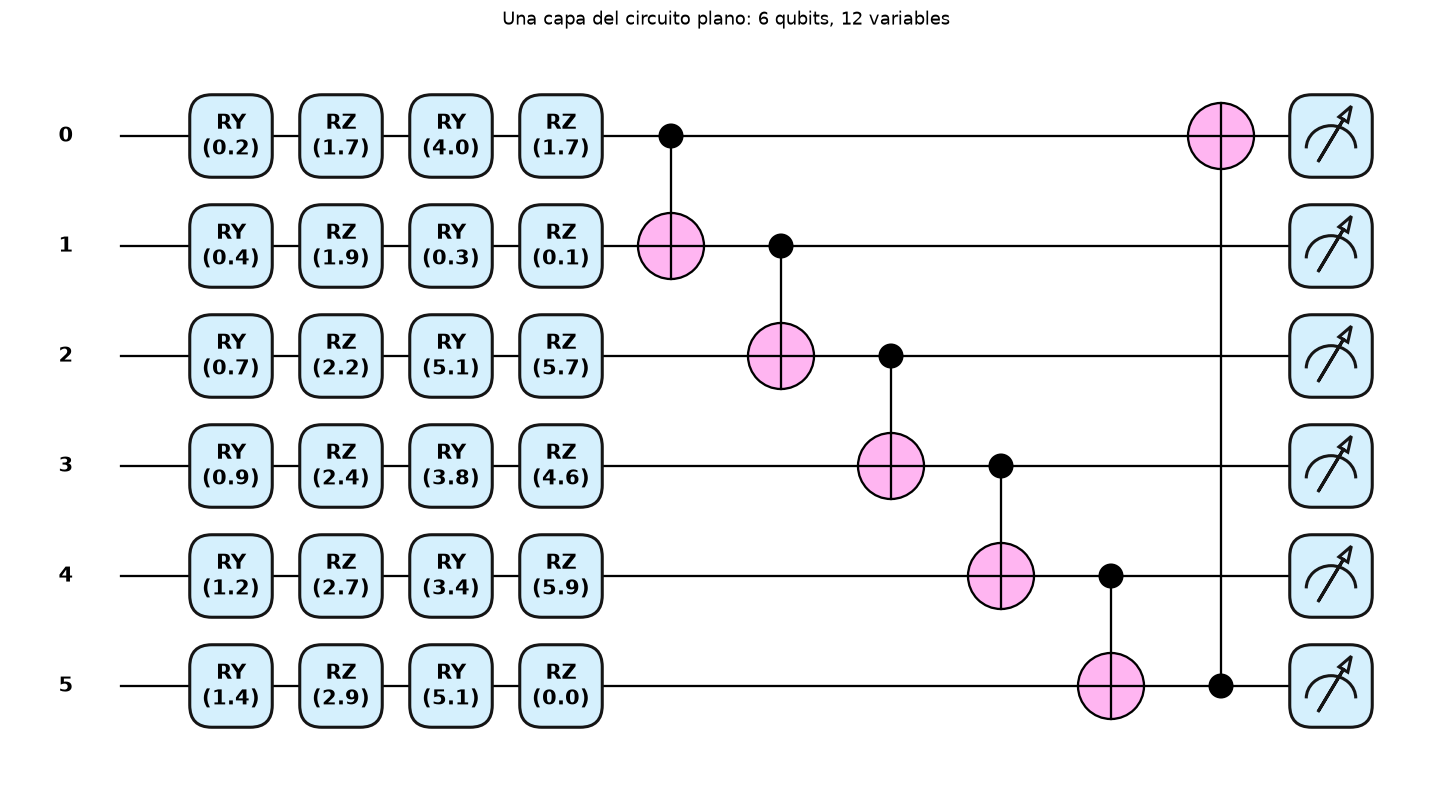 Una capa del circuito plano: 6 qubits, 12 variables
0 RY (0.2) RZ (1.7) RY (4.0) RZ (1.7)
1 RY (0.4) RZ (1.9) RY (0.3) RZ (0.1)
2 RY (0.7) RZ (2.2) RY (5.1) RZ (5.7)
3 RY (0.9) RZ (2.4) RY (3.8) RZ (4.6)
4 RY (1.2) RZ (2.7) RY (3.4) RZ (5.9)
5 RY (1.4) RZ (2.9) RY (5.1) RZ (0.0)